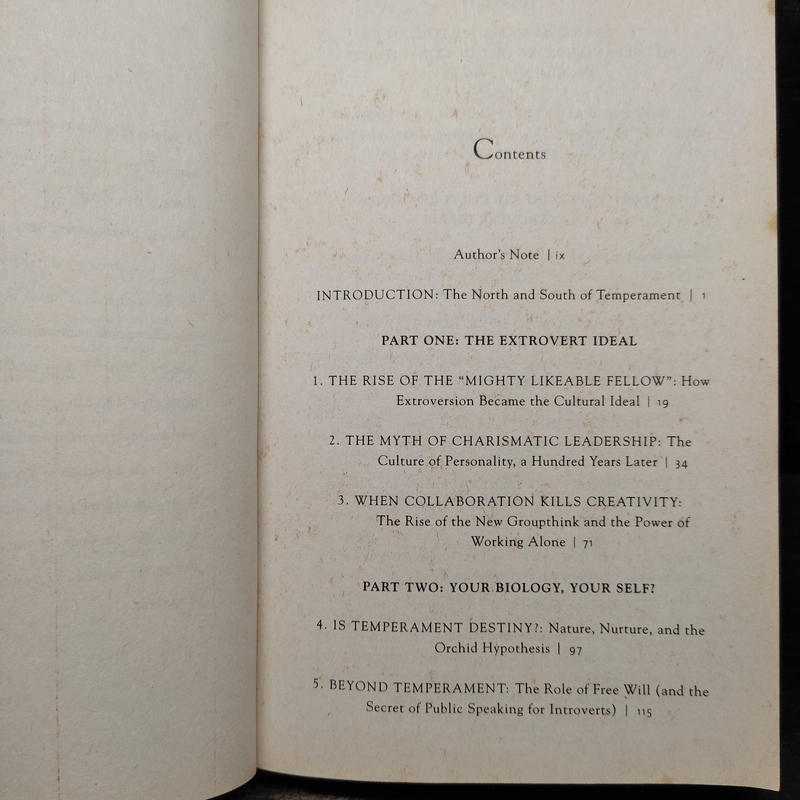 Contents
Author's Note | ix
INTRODUCTION: The North and South of Temperament | 1
PART ONE: THE EXTROVERT IDEAL
1. THE RISE OF THE “MIGHTY LIKEABLE FELLOW”: How
Extroversion Became the Cultural Ideal | 19
2. THE MYTH OF CHARISMATIC LEADERSHIP: The
Culture of Personality, a Hundred Years Later | 34
3. WHEN COLLABORATION KILLS CREATIVITY:
The Rise of the New Groupthink and the Power of
Working Alone | 71
PART TWO: YOUR BIOLOGY, YOUR SELF?
4. IS TEMPERAMENT DESTINY?: Nature, Nurture, and the
Orchid Hypothesis | 97
5. BEYOND TEMPERAMENT: The Role of Free Will (and the
Secret of Public Speaking for Introverts) | 115